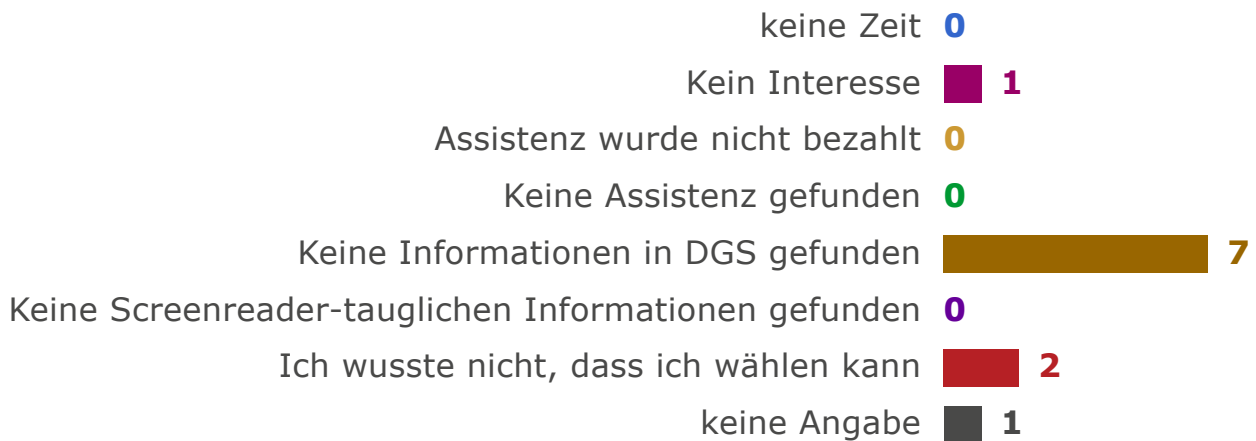 keine Zeit 0
Kein Interesse 1
Assistenz wurde nicht bezahlt 0
Keine Assistenz gefunden 0
Keine Informationen in DGS gefunden 7
Keine Screenreader-tauglichen Informationen gefunden 0
Ich wusste nicht, dass ich wählen kann 2
keine Angabe 1